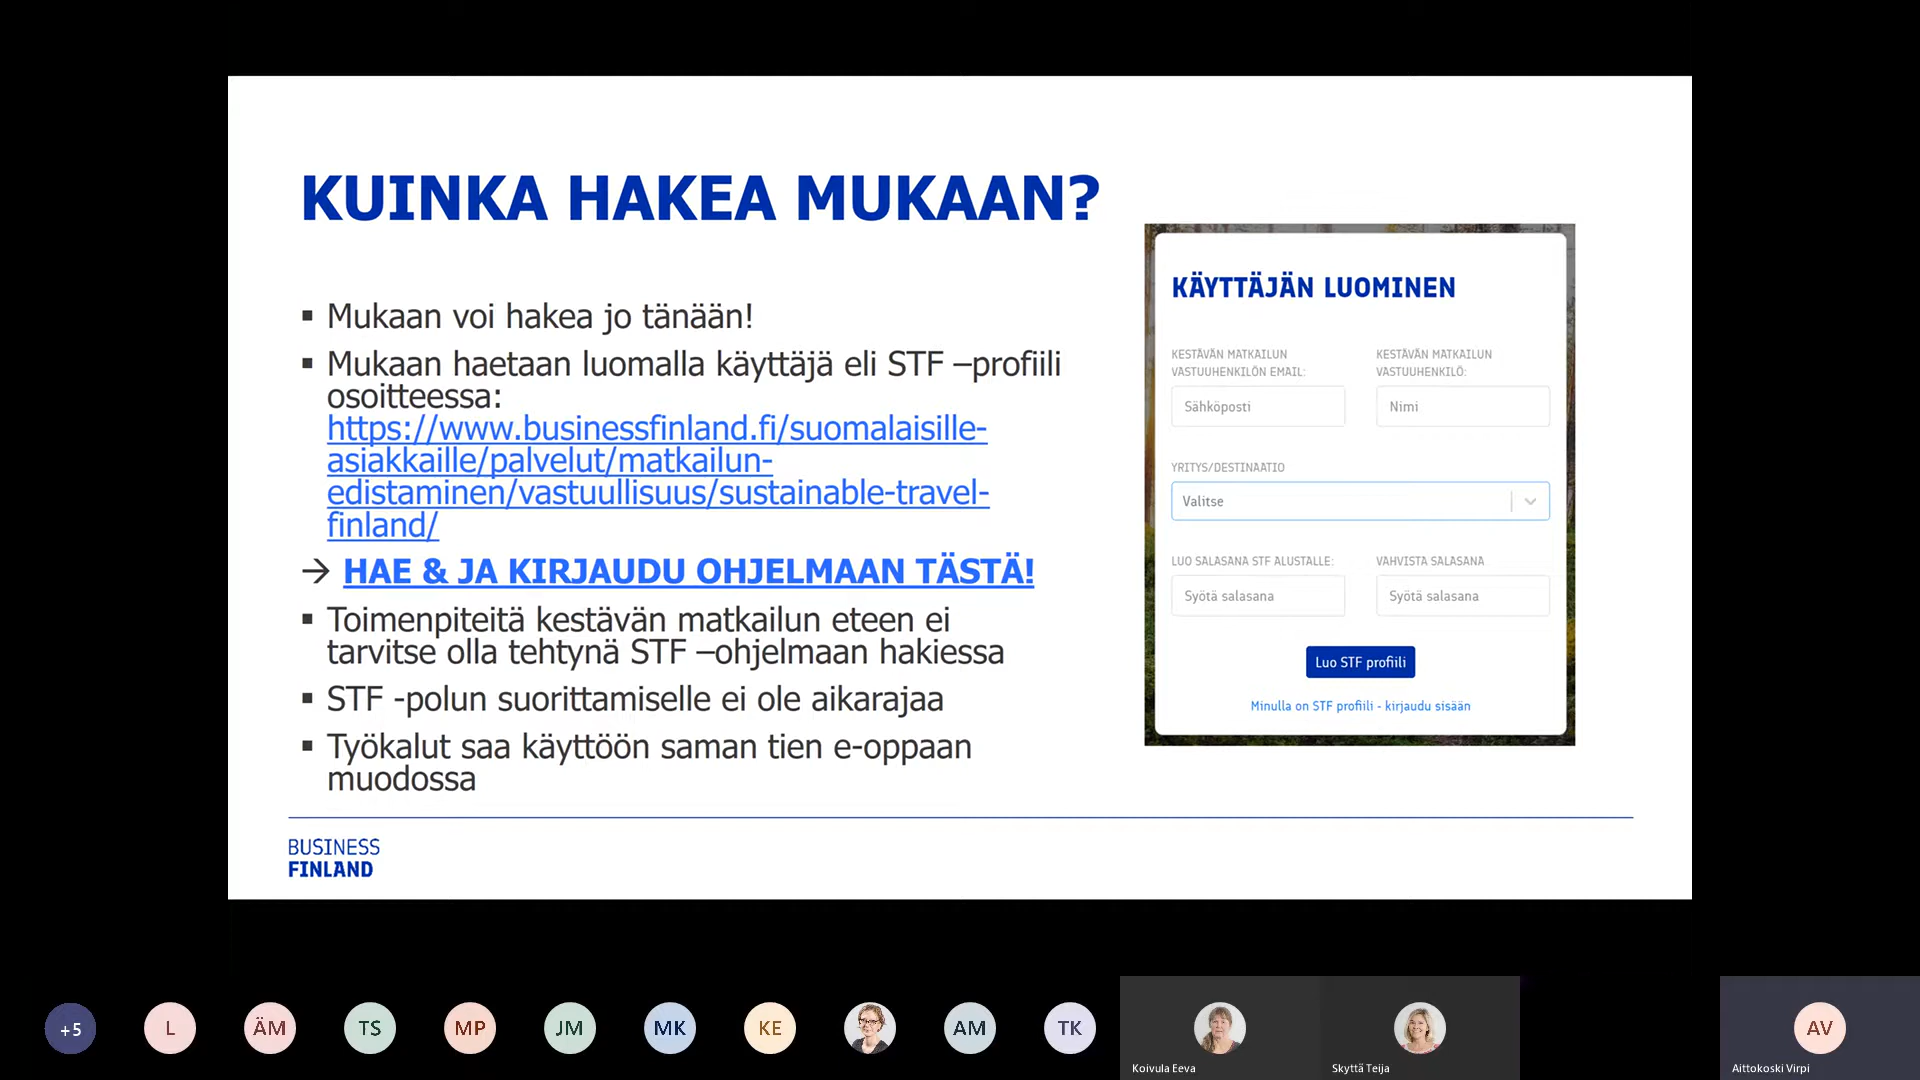 KUINKA HAKEA MUKAAN?
▪ Mukaan voi hakea jo tänään!
▪ Mukaan haetaan luomalla käyttäjä eli STF –profiili
osoitteessa:
https://www.businessfinland.fi/suomalaisille-
asiakkaille/palvelut/matkailun-
edistaminen/vastuullisuus/sustainable-travel-
finland/
→ HAE & JA KIRJAUDU OHJELMAAN TÄSTÄ!
▪ Toimenpiteitä kestävän matkailun eteen ei
tarvitse olla tehtynä STF –ohjelmaan hakiessa
▪ STF -polun suorittamiselle ei ole aikarajaa
▪ Työkalut saa käyttöön saman tien e-oppaan
muodossa
KÄYTTÄJÄN LUOMINEN
KESTÄVÄN MATKAILUN
VASTUUHENKILÖN EMAIL:
Sähköposti
KESTÄVÄN MATKAILUN
VASTUUHENKILÖ:
Nimi
YRITYS/DESTINAATIO
Valitse
LUO SALASANA STF ALUSTALLE:
Syötä salasana
VAHVISTA SALASANA
Syötä salasana
Luo STF profiili
Minulla on STF profiili - kirjaudu sisään
BUSINESS
FINLAND
+5
L
ÄM
TS
MP
JM
MK
KE
AM
TK
Koivula Eeva
Skyttä Teija
AV
Aittokoski Virpi